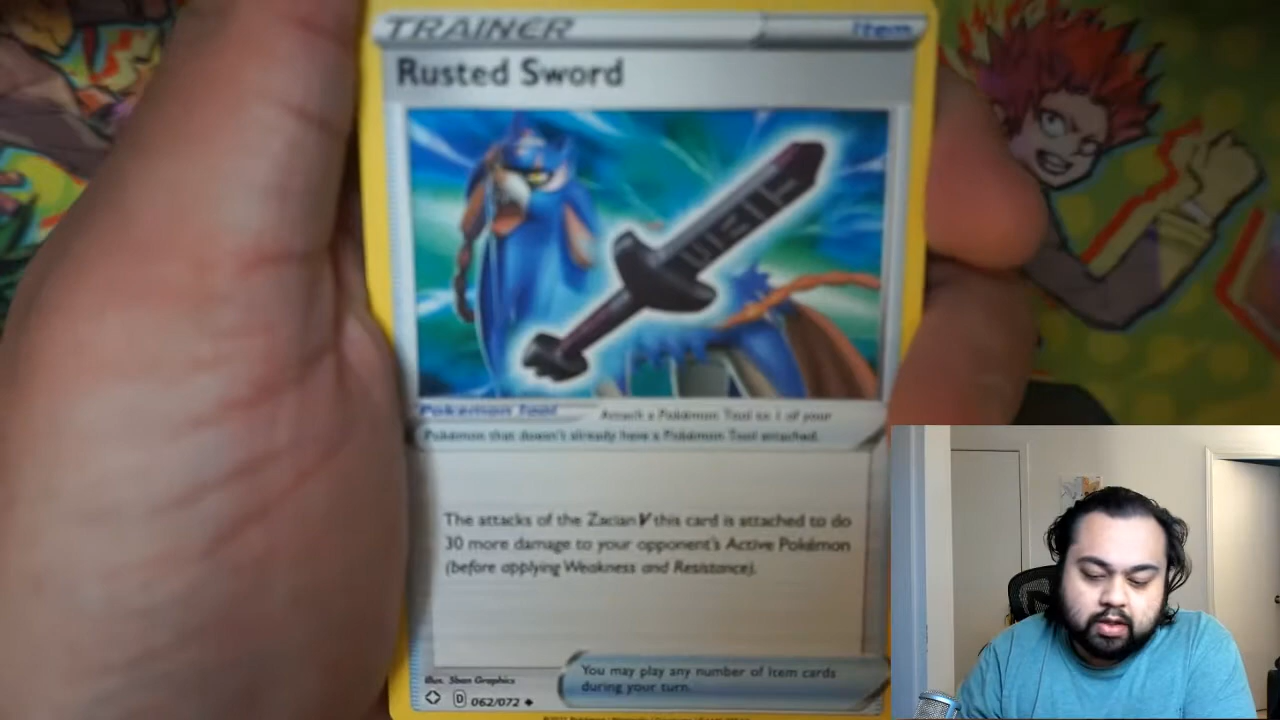 TRAINER Item
Rusted Sword
Pokémon Tool Attach a Pokémon Tool to 1 of your
Pokémon that doesn't already have a Pokémon Tool attached.
The attacks of the Zacian V this card is attached to do
30 more damage to your opponent's Active Pokémon
(before applying Weakness and Resistance).
You may play any number of Item cards
during your turn.
Illus. 5ban Graphics
D 062/072